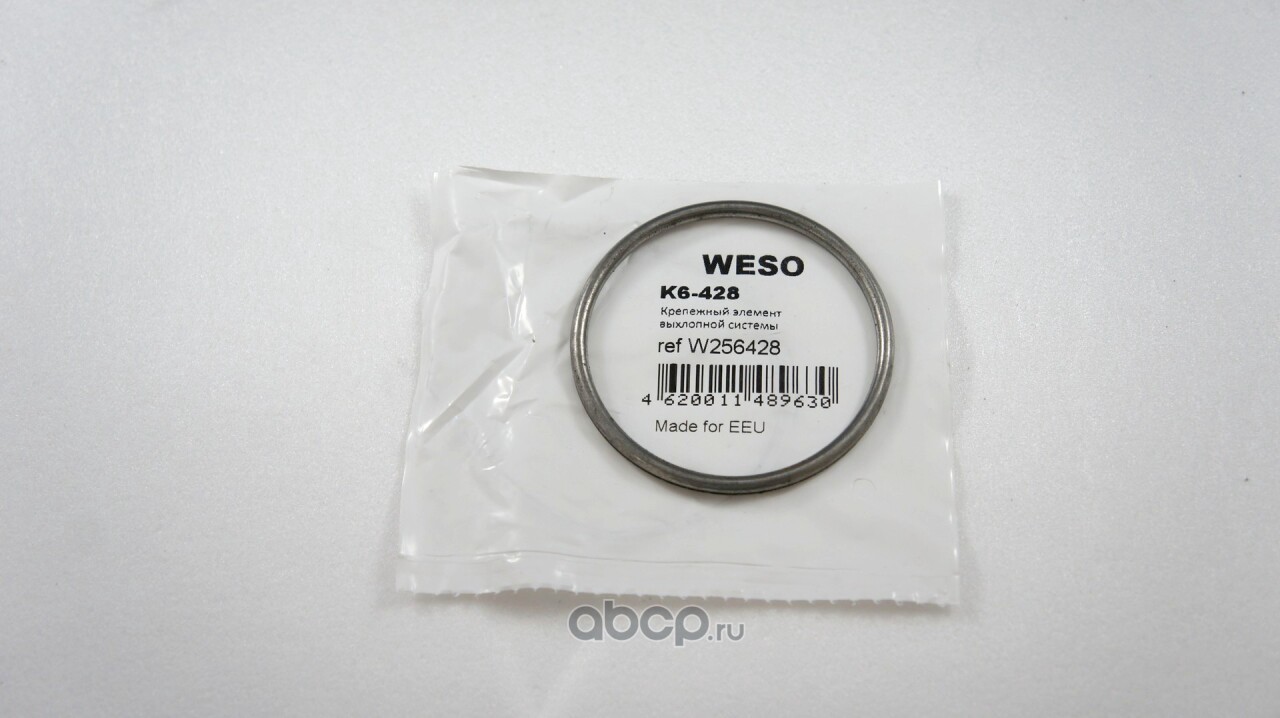 WESO
K6-428
Крепежный элемент
выхлопной системы
ref W256428
4 620011 489630
Made for EEU
abcp.ru